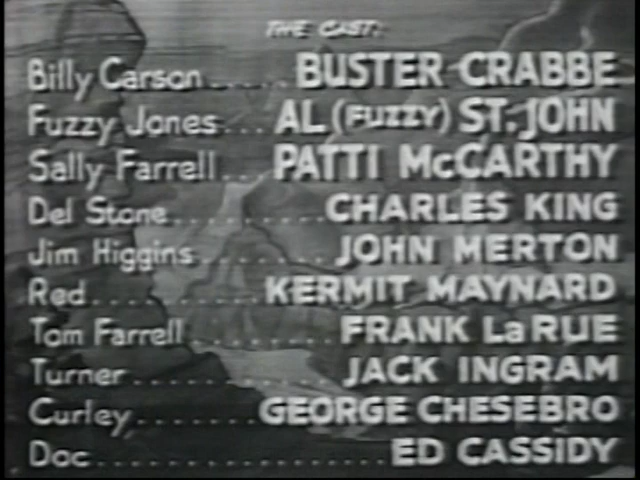 THE CAST:
Billy Carson..... BUSTER CRABBE
Fuzzy Jones... AL (FUZZY) ST. JOHN
Sally Farrell... PATTI McCARTHY
Del Stone......... CHARLES KING
Jim Higgins........ JOHN MERTON
Red........... KERMIT MAYNARD
Tom Farrell........ FRANK LaRUE
Turner........... JACK INGRAM
Curley....... GEORGE CHESEBRO
Doc................ ED CASSIDY